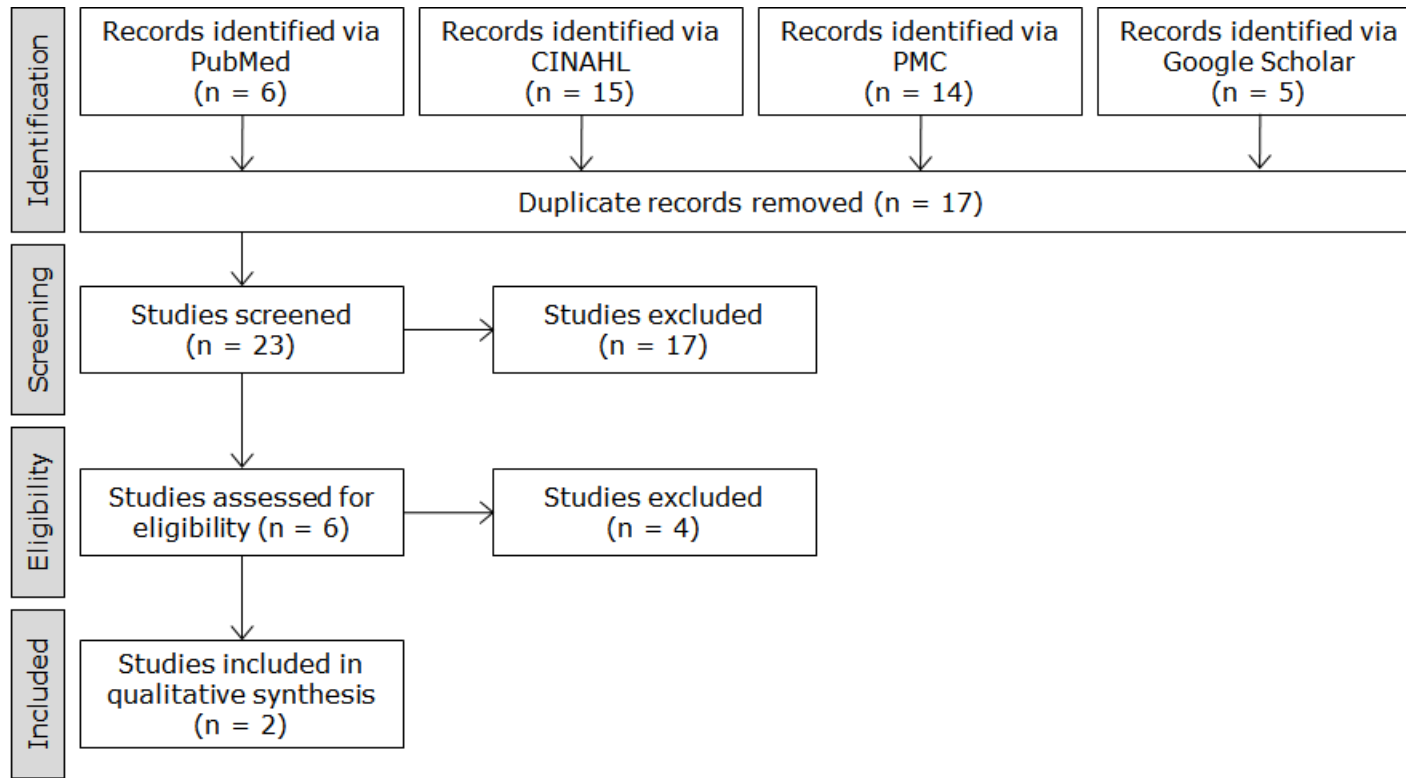 Identification
Records identified via
PubMed
(n = 6)
Records identified via
CINAHL
(n = 15)
Records identified via
PMC
(n = 14)
Records identified via
Google Scholar
(n = 5)
Duplicate records removed (n = 17)
Screening
Studies screened
(n = 23)
Studies excluded
(n = 17)
Eligibility
Studies assessed for
eligibility (n = 6)
Studies excluded
(n = 4)
Included
Studies included in
qualitative synthesis
(n = 2)